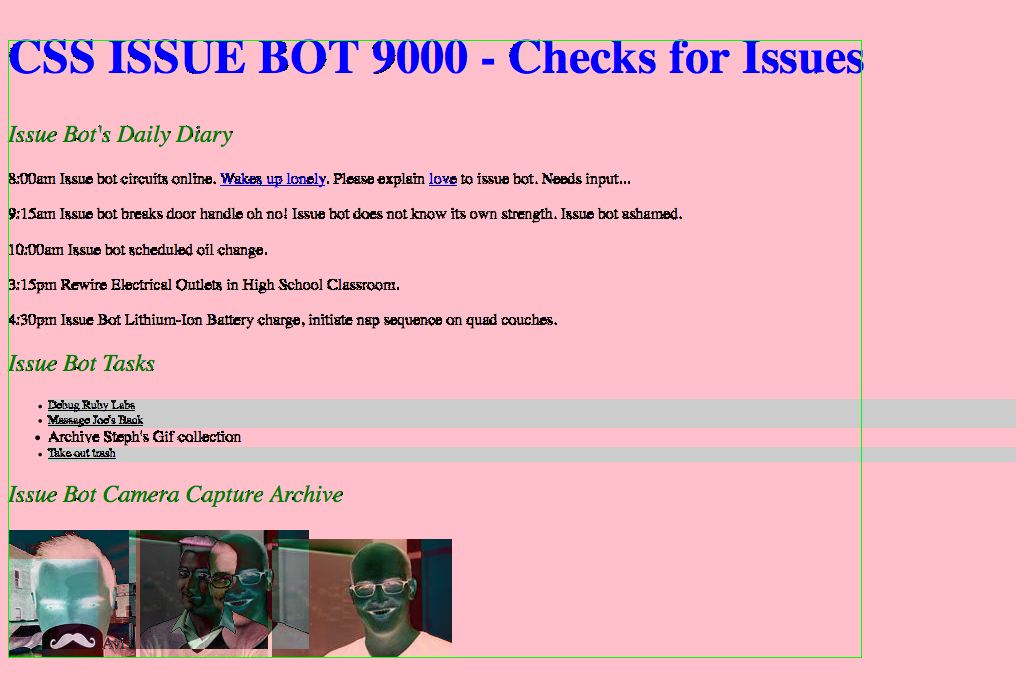 CSS ISSUE BOT 9000 - Checks for Issues
Issue Bot's Daily Diary
8:00am Issue bot circuits online. Wakes up lonely. Please explain love to issue bot. Needs input...
9:15am Issue bot breaks door handle oh no! Issue bot does not know its own strength. Issue bot ashamed.
10:00am Issue bot scheduled oil change.
3:15pm Rewire Electrical Outlets in High School Classroom.
4:30pm Issue Bot Lithium-Ion Battery charge, initiate nap sequence on quad couches.
Issue Bot Tasks
Debug Ruby Labs
Massage Joe's Back
Archive Steph's Gif collection
Take out trash
Issue Bot Camera Capture Archive